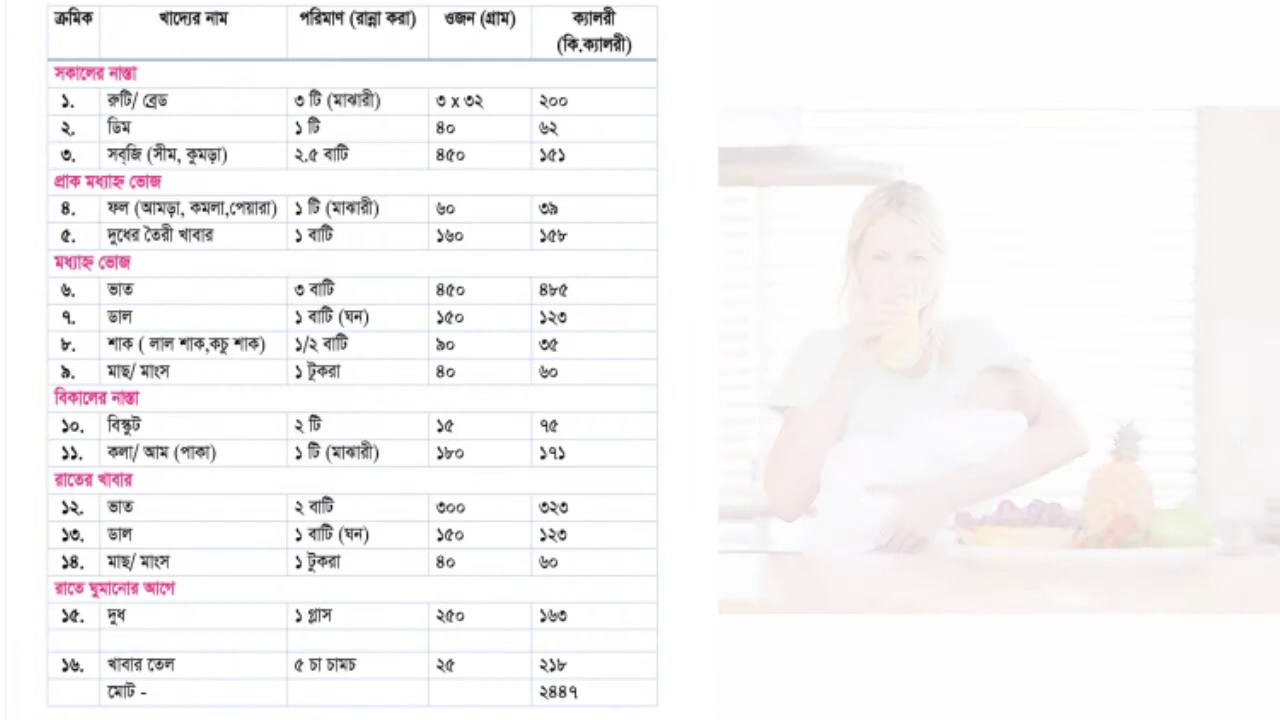 ক্রমিক খাদ্যের নাম পরিমাণ (রান্না করা) ওজন (গ্রাম) ক্যালরী
(কি.ক্যালরী)
সকালের নাস্তা
১. রুটি/ ব্রেড ৩ টি (মাঝারী) ৩ x ৩২ ২০০
২. ডিম ১ টি ৪০ ৬২
৩. সব্জি (সীম, কুমড়া) ২.৫ বাটি ৪৫০ ১৫১
প্রাক মধ্যাহ্ন ভোজ
৪. ফল (আমড়া, কমলা,পেয়ারা) ১ টি (মাঝারী) ৬০ ৩৯
৫. দুধের তৈরী খাবার ১ বাটি ১৬০ ১৫৮
মধ্যাহ্ন ভোজ
৬. ভাত ৩ বাটি ৪৫০ ৪৮৫
৭. ডাল ১ বাটি (ঘন) ১৫০ ১২৩
৮. শাক ( লাল শাক,কচু শাক) ১/২ বাটি ৯০ ৩৫
৯. মাছ/ মাংস ১ টুকরা ৪০ ৬০
বিকালের নাস্তা
১০. বিস্কুট ২ টি ১৫ ৭৫
১১. কলা/ আম (পাকা) ১ টি (মাঝারী) ১৮০ ১৭১
রাতের খাবার
১২. ভাত ২ বাটি ৩০০ ৩২৩
১৩. ডাল ১ বাটি (ঘন) ১৫০ ১২৩
১৪. মাছ/ মাংস ১ টুকরা ৪০ ৬০
রাতে ঘুমানোর আগে
১৫. দুধ ১ গ্লাস ২৫০ ১৬৩
১৬. খাবার তেল ৫ চা চামচ ২৫ ২১৮
মোট - ২৪৪৭